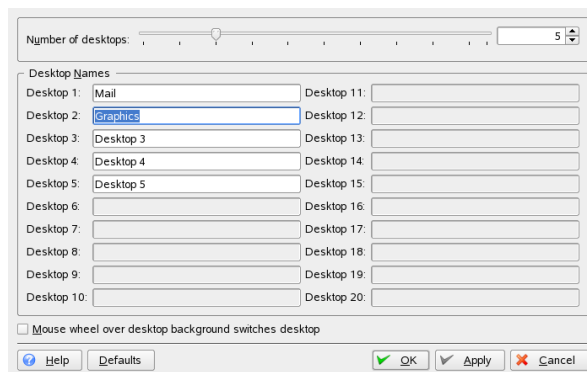 Number of desktops: 5
Desktop Names
Desktop 1: Mail Desktop 11:
Desktop 2: Graphics Desktop 12:
Desktop 3: Desktop 3 Desktop 13:
Desktop 4: Desktop 4 Desktop 14:
Desktop 5: Desktop 5 Desktop 15:
Desktop 6: Desktop 16:
Desktop 7: Desktop 17:
Desktop 8: Desktop 18:
Desktop 9: Desktop 19:
Desktop 10: Desktop 20:
Mouse wheel over desktop background switches desktop
? Help Defaults OK Apply Cancel